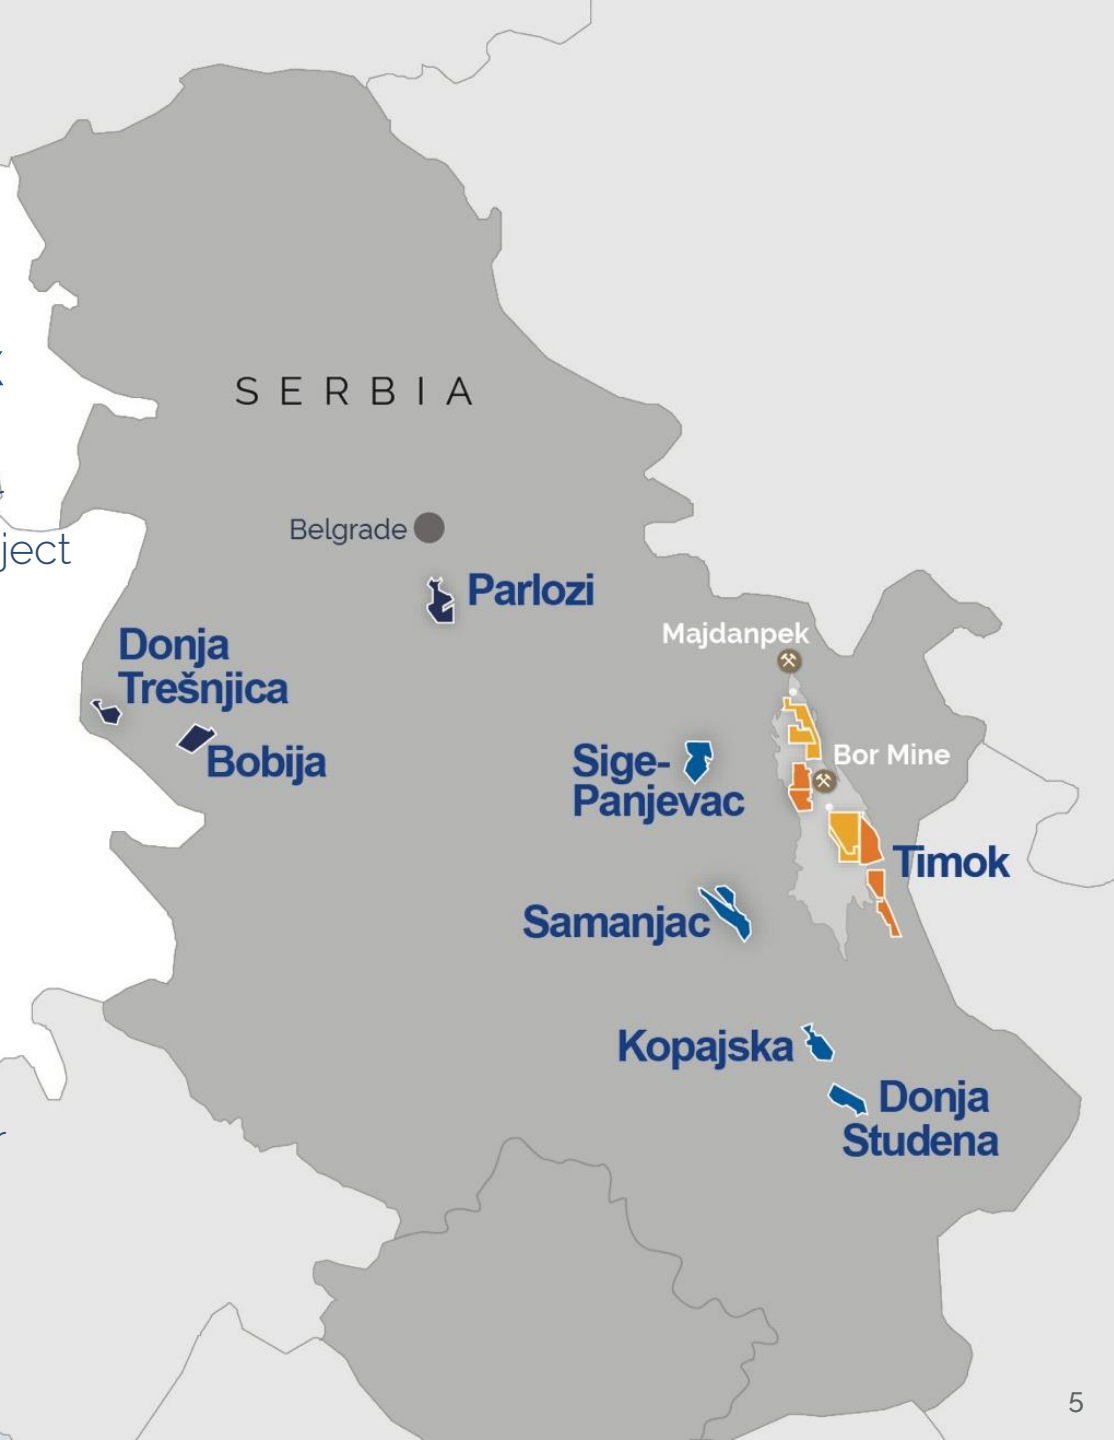 SERBIA
ject
Belgrade
Parlozi
Donja
Trešnjica
Majdanpek
Bobija
Sige-
Panjevac
Bor Mine
Timok
Samanjac
Kopajska
Donja
Studena
5